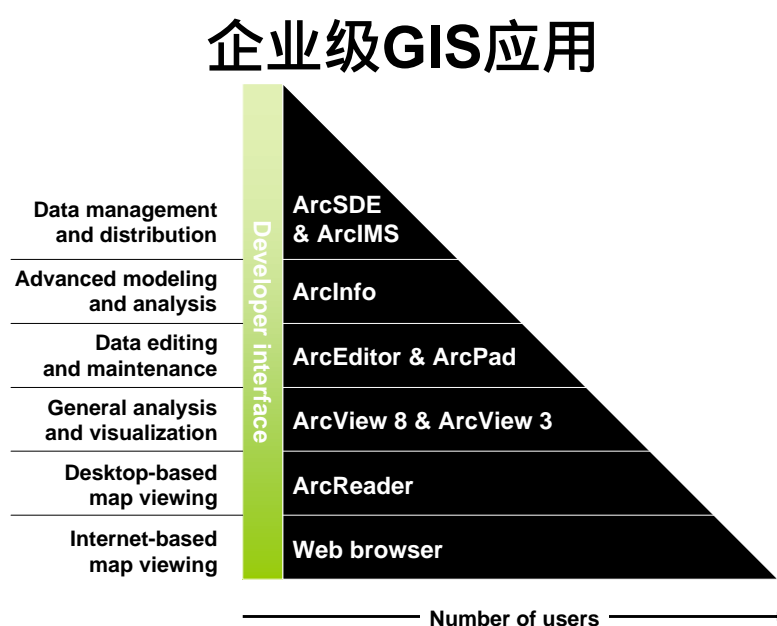 企业级GIS应用
Data management
and distribution
ArcSDE
& ArcIMS
Advanced modeling
and analysis
ArcInfo
Data editing
and maintenance
ArcEditor & ArcPad
General analysis
and visualization
ArcView 8 & ArcView 3
Desktop-based
map viewing
ArcReader
Internet-based
map viewing
Web browser
Developer interface
Number of users